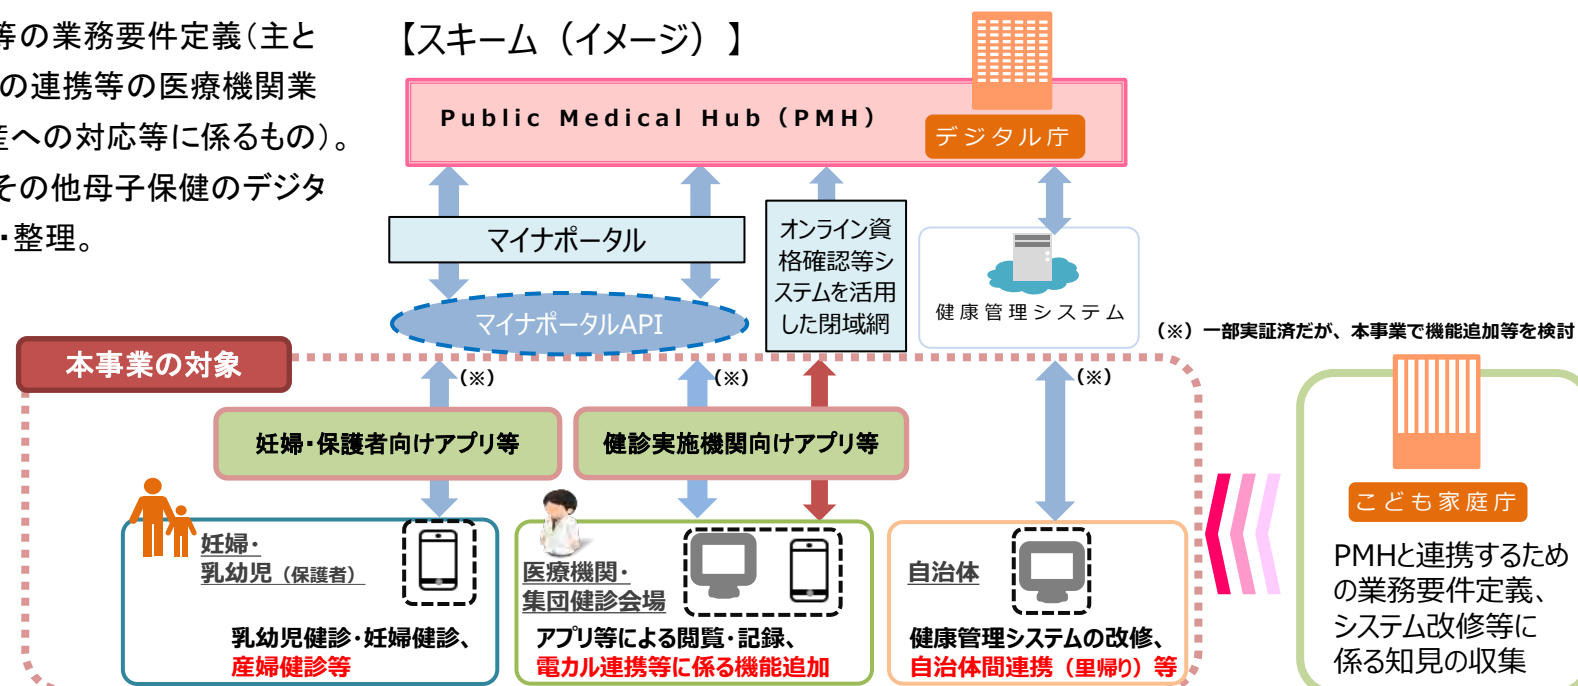 等の業務要件定義（主と
の連携等の医療機関業
産への対応等に係るもの）。
その他母子保健のデジタ
・整理。
【スキーム（イメージ）】
Public Medical Hub（PMH）
デジタル庁
マイナポータル
オンライン資
格確認等シ
ステムを活用
した閉域網
健康管理システム
マイナポータルAPI
（※）一部実証済だが、本事業で機能追加等を検討
本事業の対象
（※）
（※）
（※）
妊婦・保護者向けアプリ等
健診実施機関向けアプリ等
妊婦・
乳幼児（保護者）
乳幼児健診・妊婦健診、
産婦健診等
医療機関・
集団健診会場
アプリ等による閲覧・記録、
電カル連携等に係る機能追加
自治体
健康管理システムの改修、
自治体間連携（里帰り）等
こども家庭庁
PMHと連携するため
の業務要件定義、
システム改修等に
係る知見の収集